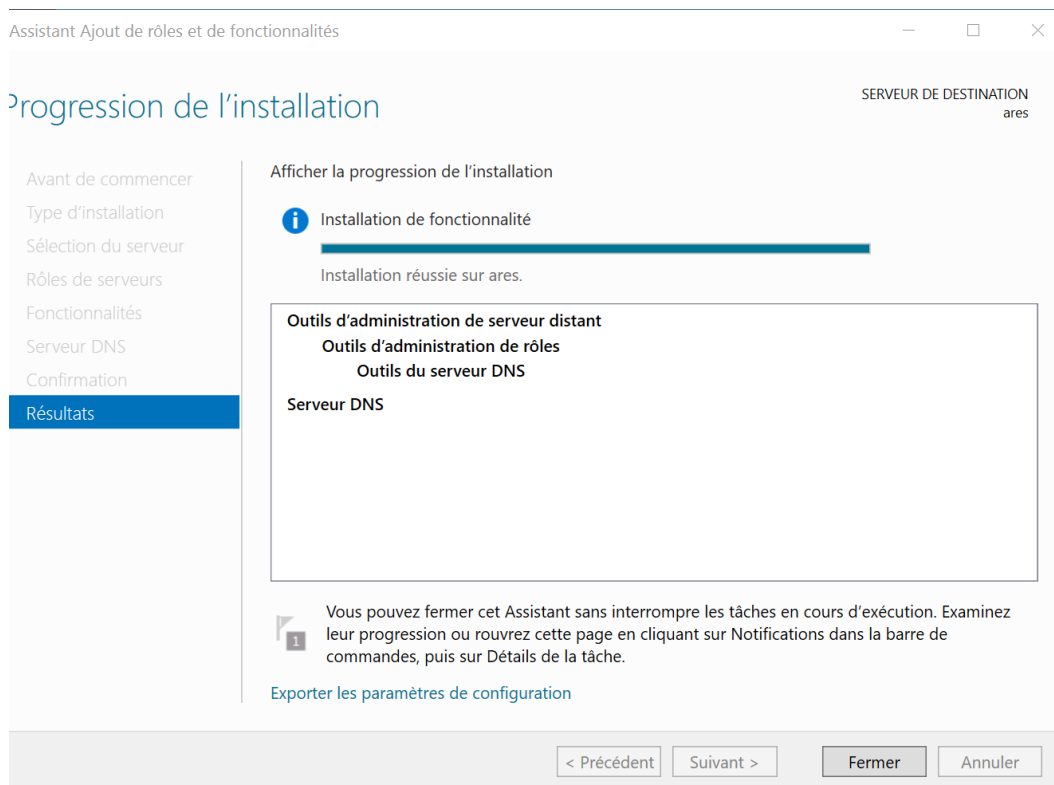 Assistant Ajout de rôles et de fonctionnalités
Progression de l'installation
SERVEUR DE DESTINATION
ares
Avant de commencer
Type d'installation
Sélection du serveur
Rôles de serveurs
Fonctionnalités
Serveur DNS
Confirmation
Résultats
Afficher la progression de l'installation
Installation de fonctionnalité
Installation réussie sur ares.
Outils d'administration de serveur distant
Outils d'administration de rôles
Outils du serveur DNS
Serveur DNS
1
Vous pouvez fermer cet Assistant sans interrompre les tâches en cours d'exécution. Examinez
leur progression ou rouvrez cette page en cliquant sur Notifications dans la barre de
commandes, puis sur Détails de la tâche.
Exporter les paramètres de configuration
< Précédent
Suivant >
Fermer
Annuler